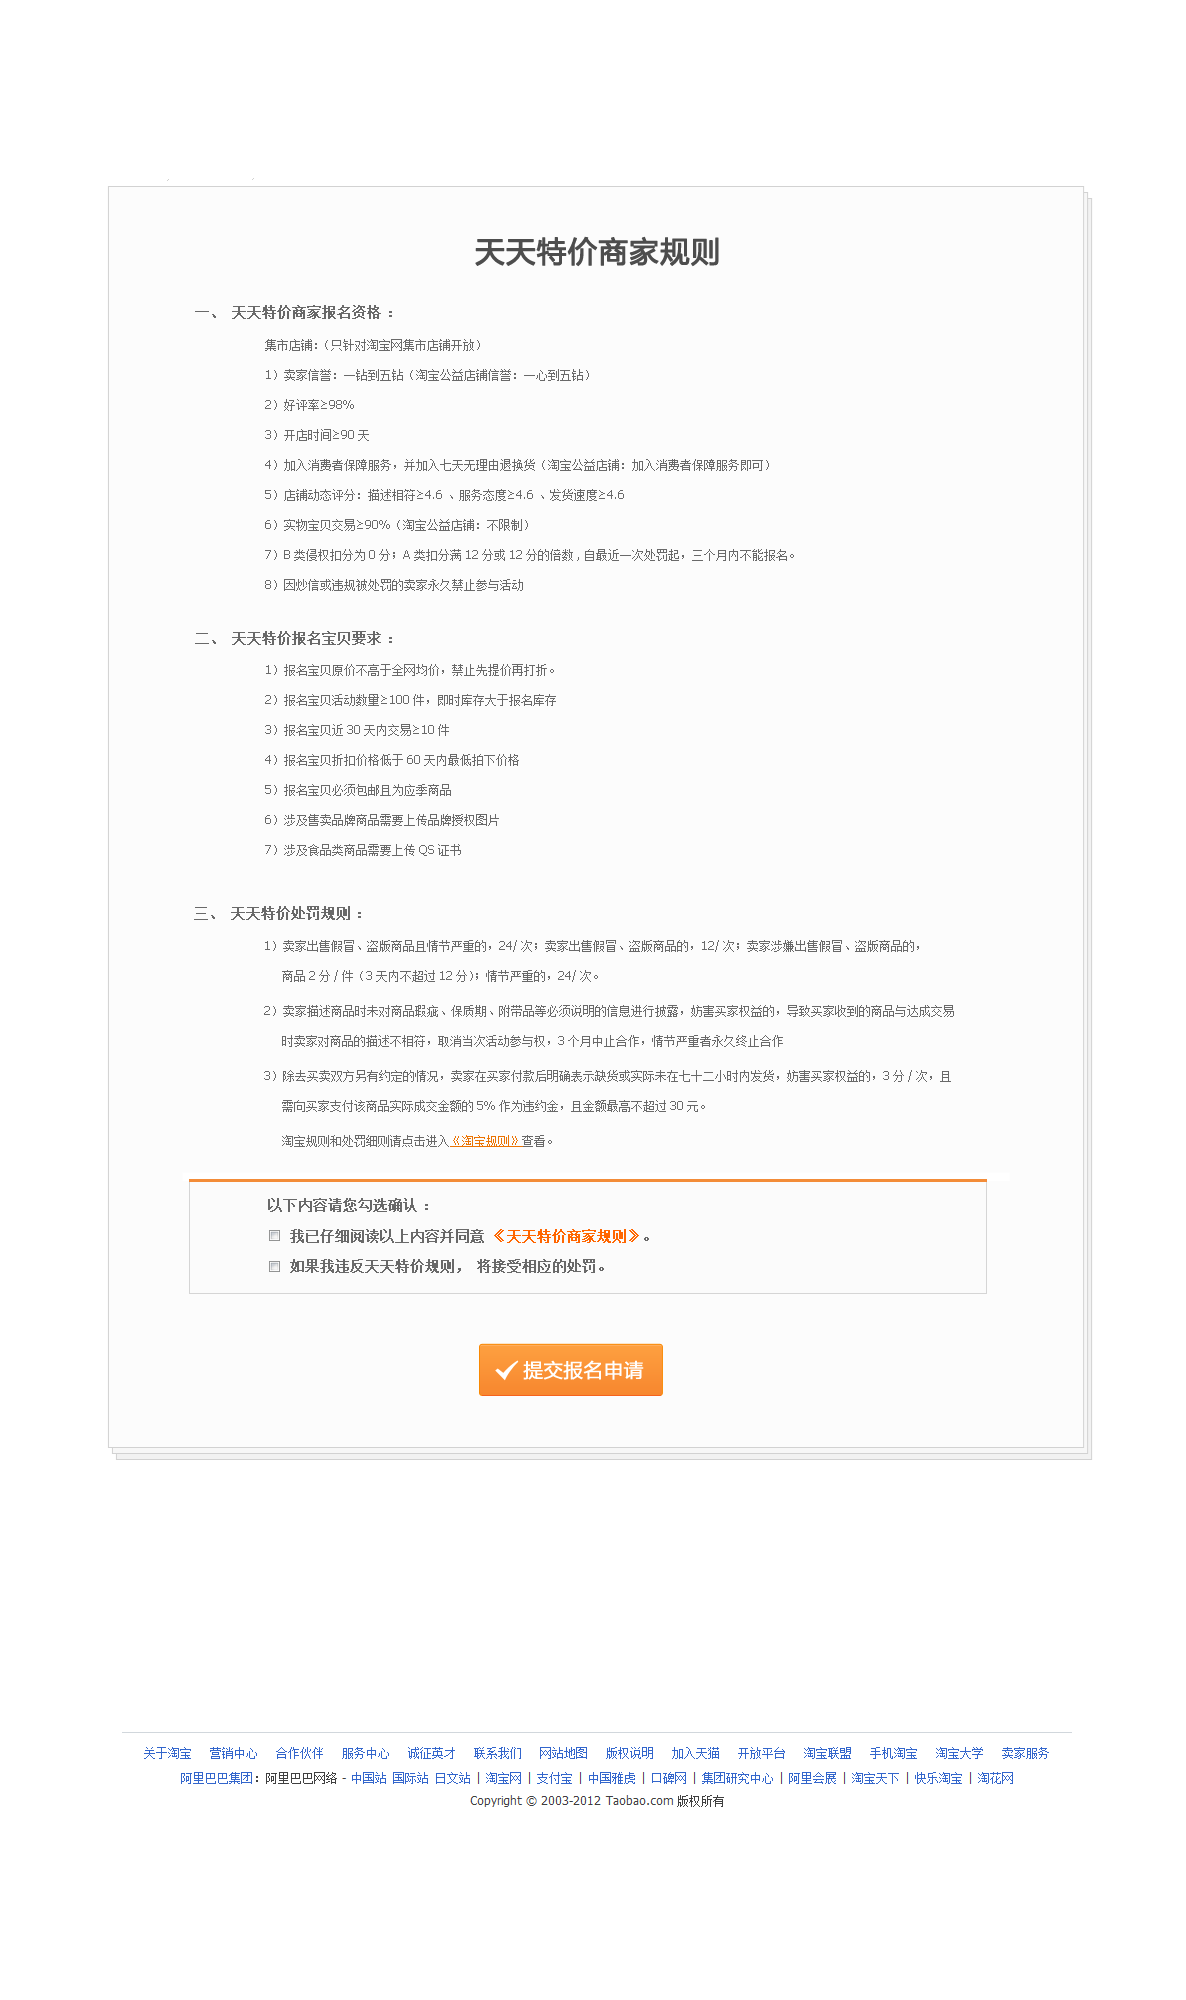 天天特价商家规则
一、 天天特价商家报名资格 ：
集市店铺：（只针对淘宝网集市店铺开放）
1）卖家信誉： 一钻到五钻（淘宝公益店铺信誉： 一心到五钻）
2）好评率≥98%
3）开店时间≥90 天
4）加入消费者保障服务，并加入七天无理由退换货（淘宝公益店铺： 加入消费者保障服务即可）
5）店铺动态评分： 描述相符≥4.6 、服务态度≥4.6 、发货速度≥4.6
6）实物宝贝交易≥90%（淘宝公益店铺： 不限制）
7）B 类侵权扣分为 0 分；A 类扣分满 12 分或 12 分的倍数 , 自最近一次处罚起，三个月内不能报名。
8）因炒信或违规被处罚的卖家永久禁止参与活动
二、 天天特价报名宝贝要求 ：
1）报名宝贝原价不高于全网均价，禁止先提价再打折。
2）报名宝贝活动数量≥100 件，即时库存大于报名库存
3）报名宝贝近 30 天内交易≥10 件
4）报名宝贝折扣价格低于 60 天内最低拍下价格
5）报名宝贝必须包邮且为应季商品
6）涉及售卖品牌商品需要上传品牌授权图片
7）涉及食品类商品需要上传 QS 证书
三、 天天特价处罚规则 ：
1）卖家出售假冒、盗版商品且情节严重的，24/ 次；卖家出售假冒、盗版商品的，12/ 次；卖家涉嫌出售假冒、盗版商品的，
商品 2 分 / 件（3 天内不超过 12 分）；情节严重的，24/ 次。
2）卖家描述商品时未对商品瑕疵、保质期、附带品等必须说明的信息进行披露，妨害买家权益的，导致买家收到的商品与达成交易
时卖家对商品的描述不相符，取消当次活动参与权，3 个月中止合作，情节严重者永久终止合作
3）除去买卖双方另有约定的情况，卖家在买家付款后明确表示缺货或实际未在七十二小时内发货，妨害买家权益的，3 分 / 次，且
需向买家支付该商品实际成交金额的 5% 作为违约金，且金额最高不超过 30 元。
淘宝规则和处罚细则请点击进入《淘宝规则》查看。
以下内容请您勾选确认 ：
我已仔细阅读以上内容并同意 《天天特价商家规则》。
如果我违反天天特价规则， 将接受相应的处罚。
提交报名申请
关于淘宝 营销中心 合作伙伴 服务中心 诚征英才 联系我们 网站地图 版权说明 加入天猫 开放平台 淘宝联盟 手机淘宝 淘宝大学 卖家服务
阿里巴巴集团：阿里巴巴网络 - 中国站 国际站 日文站 | 淘宝网 | 支付宝 | 中国雅虎 | 口碑网 | 集团研究中心 | 阿里会展 | 淘宝天下 | 快乐淘宝 | 淘花网
Copyright © 2003-2012 Taobao.com 版权所有